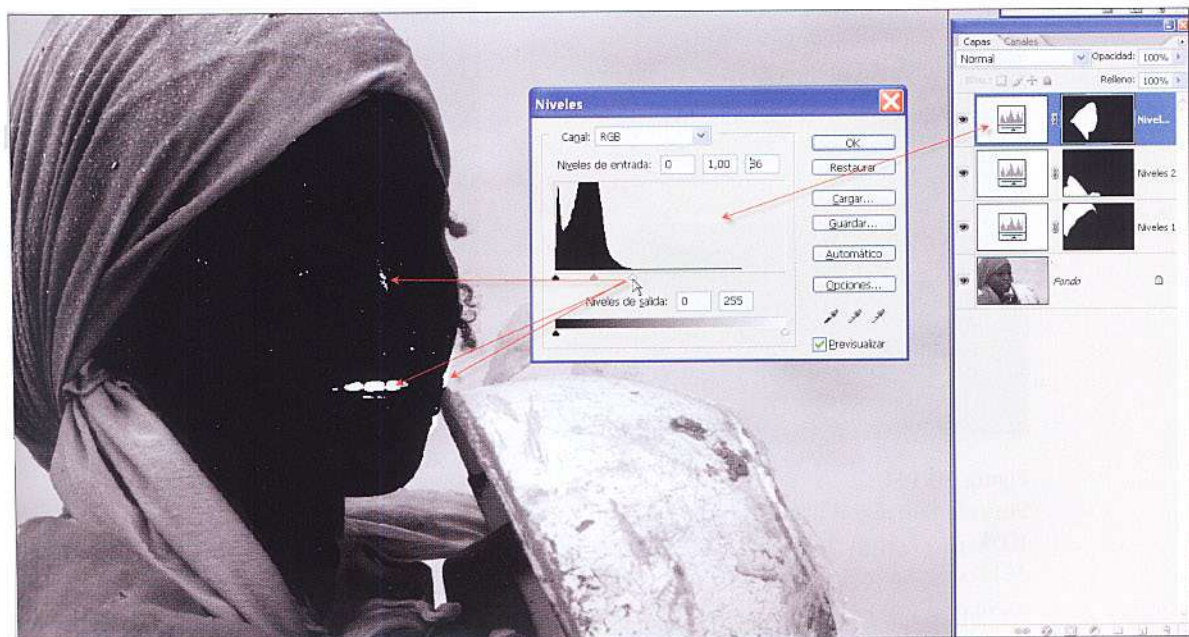 Capas Canales
Normal Opacidad: 100%
Relleno: 100%
Nivel...
Niveles 2
Niveles 1
Fondo
Niveles
Canal: RGB
Niveles de entrada: 0 1,00
Niveles de salida: 0 255
OK
Restaurar
Cargar...
Guardar...
Automático
Opciones...
Previsualizar